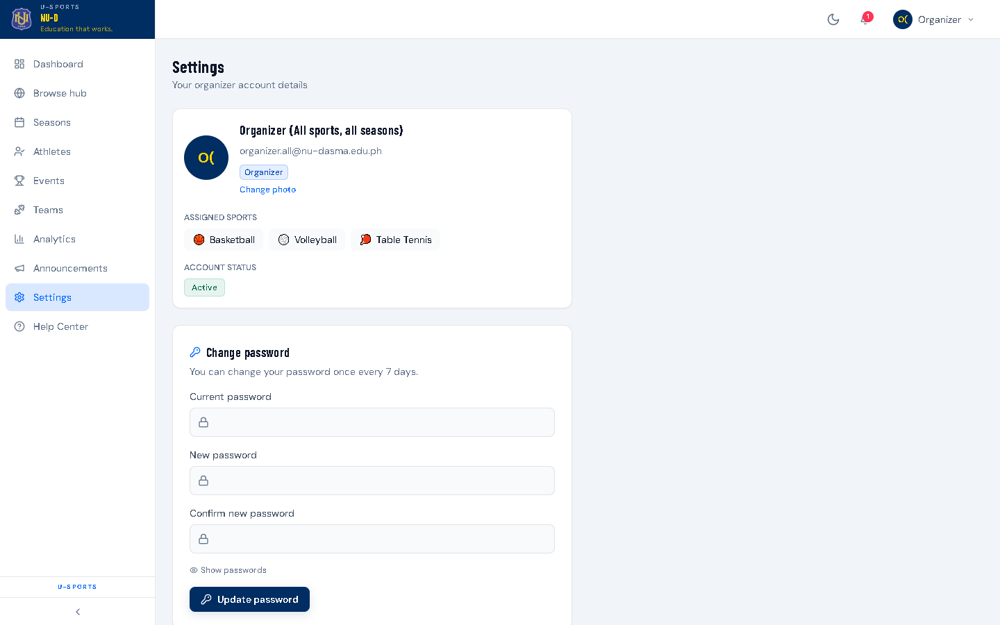 U-SPORTS
NU-D
Education that works.
1
O(
Organizer
Dashboard
Browse hub
Seasons
Athletes
Events
Teams
Analytics
Announcements
Settings
Help Center
U-SPORTS
Settings
Your organizer account details
O(
Organizer (All sports, all seasons)
organizer.all@nu-dasma.edu.ph
Organizer
Change photo
ASSIGNED SPORTS
Basketball
Volleyball
Table Tennis
ACCOUNT STATUS
Active
Change password
You can change your password once every 7 days.
Current password
New password
Confirm new password
Show passwords
Update password